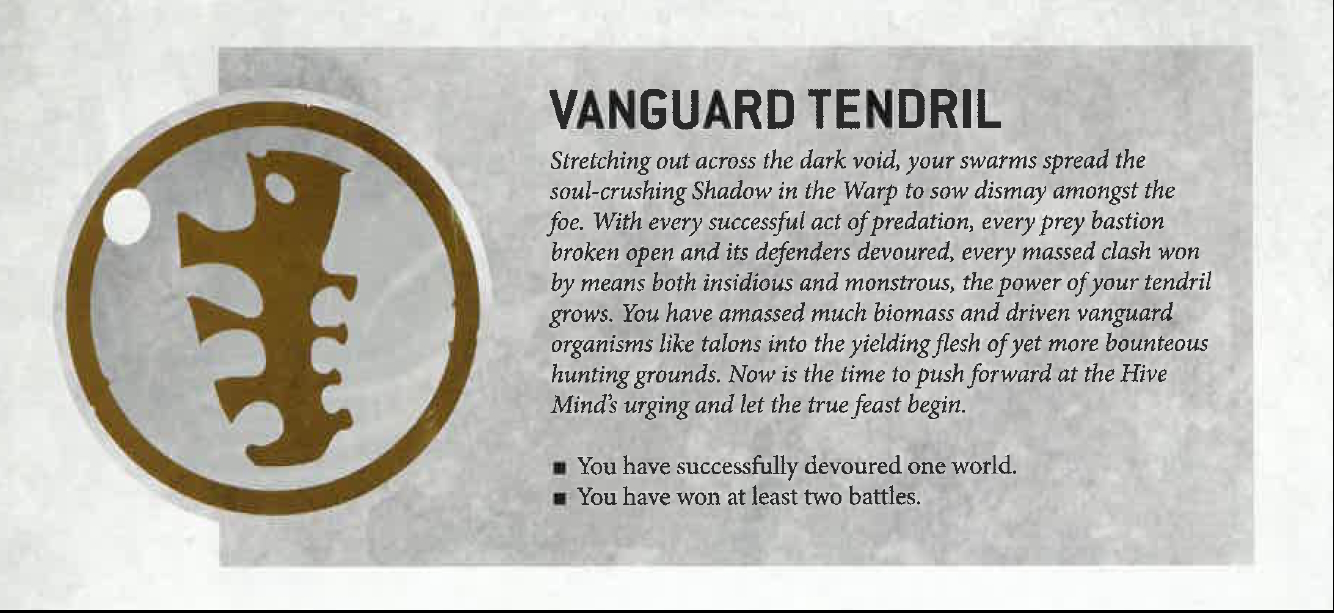 VANGUARD TENDRIL
Stretching out across the dark void, your swarms spread the
soul-crushing Shadow in the Warp to sow dismay amongst the
foe. With every successful act of predation, every prey bastion
broken open and its defenders devoured, every massed clash won
by means both insidious and monstrous, the power of your tendril
grows. You have amassed much biomass and driven vanguard
organisms like talons into the yielding flesh of yet more bounteous
hunting grounds. Now is the time to push forward at the Hive
Mind's urging and let the true feast begin.
■ You have successfully devoured one world.
■ You have won at least two battles.